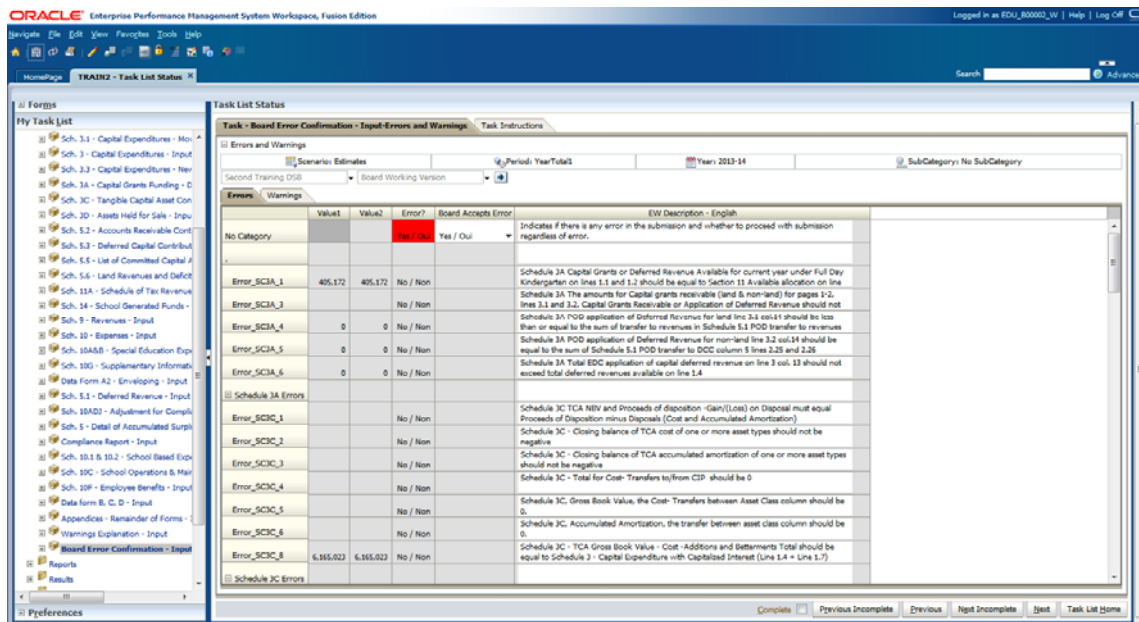 ORACLE Enterprise Performance Management System Workspace, Fusion Edition
Logged in as EDU_B00002_W | Help | Log Off
Navigate File Edit View Favorites Tools Help
HomePage TRAIN2 - Task List Status
Search Advance
Forms
My Task List
Sch. 3.1 - Capital Expenditures - Mov
Sch. 3 - Capital Expenditures - Input
Sch. 3.3 - Capital Expenditures - New
Sch. 3A - Capital Grants Funding - D
Sch. 3C - Tangible Capital Asset Con
Sch. 3D - Assets Held for Sale - Inpu
Sch. 5.2 - Accounts Receivable Cont
Sch. 5.3 - Deferred Capital Contribut
Sch. 5.5 - List of Committed Capital A
Sch. 5.6 - Land Revenues and Deficit
Sch. 11A - Schedule of Tax Revenue
Sch. 14 - School Generated Funds -
Sch. 9 - Revenues - Input
Sch. 10 - Expenses - Input
Sch. 10A&B - Special Education Expe
Sch. 10G - Supplementary Informati
Data Form A2 - Enveloping - Input
Sch. 5.1 - Deferred Revenue - Input
Sch. 10ADJ - Adjustment for Compli
Sch. 5 - Detail of Accumulated Surpl
Compliance Report - Input
Sch. 10.1 & 10.2 - School Based Exp
Sch. 10C - School Operations & Main
Sch. 10F - Employee Benefits - Input
Data form B, C, D - Input
Appendices - Remainder of Forms - I
Warnings Explanation - Input
Board Error Confirmation - Input
Reports
Results
Preferences
Task List Status
Task - Board Error Confirmation - Input-Errors and Warnings Task Instructions
Errors and Warnings
Scenario: Estimates Period: YearTotal1 Year: 2013-14 SubCategory: No SubCategory
Second Training DSB Board Working Version
Errors Warnings
Value1 Value2 Error? Board Accepts Error EW Description - English
No Category Yes / Oui Yes / Oui Indicates if there is any error in the submission and whether to proceed with submission
regardless of error.
Error_SC3A_1 405,172 405,172 No / Non Schedule 3A Capital Grants or Deferred Revenue Available for current year under Full Day
Kindergarten on lines 1.1 and 1.2 should be equal to Section 11 Available allocation on line
Error_SC3A_3 No / Non Schedule 3A The amounts for Capital grants receivable (land & non-land) for pages 1-2,
lines 3.1 and 3.2, Capital Grants Receivable or Application of Deferred Revenue should not
Error_SC3A_4 0 0 No / Non Schedule 3A POD application of Deferred Revenue for land line 3.1 col.14 should be less
than or equal to the sum of transfer to revenues in Schedule 5.1 POD transfer to revenues
Error_SC3A_5 0 0 No / Non Schedule 3A POD application of Deferred Revenue for non-land line 3.2 col.14 should be
equal to the sum of Schedule 5.1 POD transfer to DCC column 5 lines 2.25 and 2.26
Error_SC3A_6 0 0 No / Non Schedule 3A Total EDC application of capital deferred revenue on line 3 col. 13 should not
exceed total deferred revenues available on line 1.4
Schedule 3A Errors
Error_SC3C_1 No / Non Schedule 3C TCA NBV and Proceeds of disposition -Gain/(Loss) on Disposal must equal
Proceeds of Disposition minus Disposals (Cost and Accumulated Amortization)
Error_SC3C_2 No / Non Schedule 3C - Closing balance of TCA cost of one or more asset types should not be
negative
Error_SC3C_3 No / Non Schedule 3C - Closing balance of TCA accumulated amortization of one or more asset types
should not be negative
Error_SC3C_4 No / Non Schedule 3C - Total for Cost- Transfers to/from CIP should be 0
Error_SC3C_5 No / Non Schedule 3C, Gross Book Value, the Cost- Transfers between Asset Class column should be
0.
Error_SC3C_6 No / Non Schedule 3C, Accumulated Amortization, the transfer between asset class column should be
0.
Error_SC3C_8 6,165,023 6,165,023 No / Non Schedule 3C - TCA Gross Book Value - Cost -Additions and Betterments Total should be
equal to Schedule 3 - Capital Expenditure with Capitalized Interest (Line 1.4 + Line 1.7)
Schedule 3C Errors
Complete Previous Incomplete Previous Next Incomplete Next Task List Home